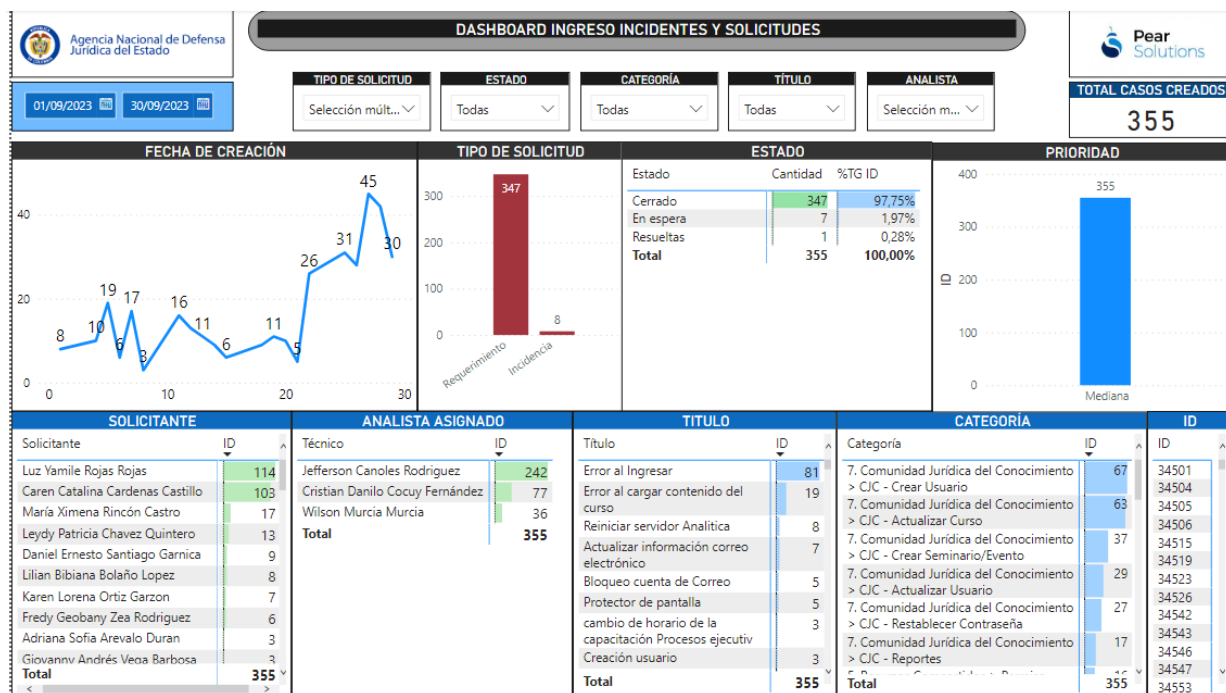 Agencia Nacional de Defensa
Jurídica del Estado
DASHBOARD INGRESO INCIDENTES Y SOLICITUDES
Pear
Solutions
01/09/2023 30/09/2023
TIPO DE SOLICITUD
Selección múlt...
ESTADO
Todas
CATEGORÍA
Todas
TÍTULO
Todas
ANALISTA
Selección m...
TOTAL CASOS CREADOS
355
FECHA DE CREACIÓN
40
20
0
8
10
19
6
17
3
16
11
6
11
5
26
31
45
30
0 10 20 30
TIPO DE SOLICITUD
300
200
100
0
347
8
Requerimiento
Incidencia
ESTADO
Estado Cantidad %TG ID
Cerrado 347 97,75%
En espera 7 1,97%
Resueltas 1 0,28%
Total 355 100,00%
PRIORIDAD
400
300
200
100
0
ID
355
Mediana
SOLICITANTE
Solicitante ID
Luz Yamile Rojas Rojas 114
Caren Catalina Cardenas Castillo 103
María Ximena Rincón Castro 17
Leydy Patricia Chavez Quintero 13
Daniel Ernesto Santiago Garnica 9
Lilian Bibiana Bolaño Lopez 8
Karen Lorena Ortiz Garzon 7
Fredy Geobany Zea Rodriguez 6
Adriana Sofia Arevalo Duran 3
Giovanny Andrés Vega Barbosa 3
Total 355
ANALISTA ASIGNADO
Técnico ID
Jefferson Canoles Rodriguez 242
Cristian Danilo Cocuy Fernández 77
Wilson Murcia Murcia 36
Total 355
TITULO
Título ID
Error al Ingresar 81
Error al cargar contenido del 19
curso
Reiniciar servidor Analitica 8
Actualizar información correo 7
electrónico
Bloqueo cuenta de Correo 5
Protector de pantalla 5
cambio de horario de la 3
capacitación Procesos ejecutiv
Creación usuario 3
Total 355
CATEGORÍA
Categoría ID
7. Comunidad Jurídica del Conocimiento 67
> CJC - Crear Usuario
7. Comunidad Jurídica del Conocimiento 63
> CJC - Actualizar Curso
7. Comunidad Jurídica del Conocimiento 37
> CJC - Crear Seminario/Evento
7. Comunidad Jurídica del Conocimiento 29
> CJC - Actualizar Usuario
7. Comunidad Jurídica del Conocimiento 27
> CJC - Restablecer Contraseña
7. Comunidad Jurídica del Conocimiento 17
> CJC - Reportes
Total 355
ID
ID
34501
34504
34505
34506
34515
34519
34523
34526
34542
34543
34546
34547
34553